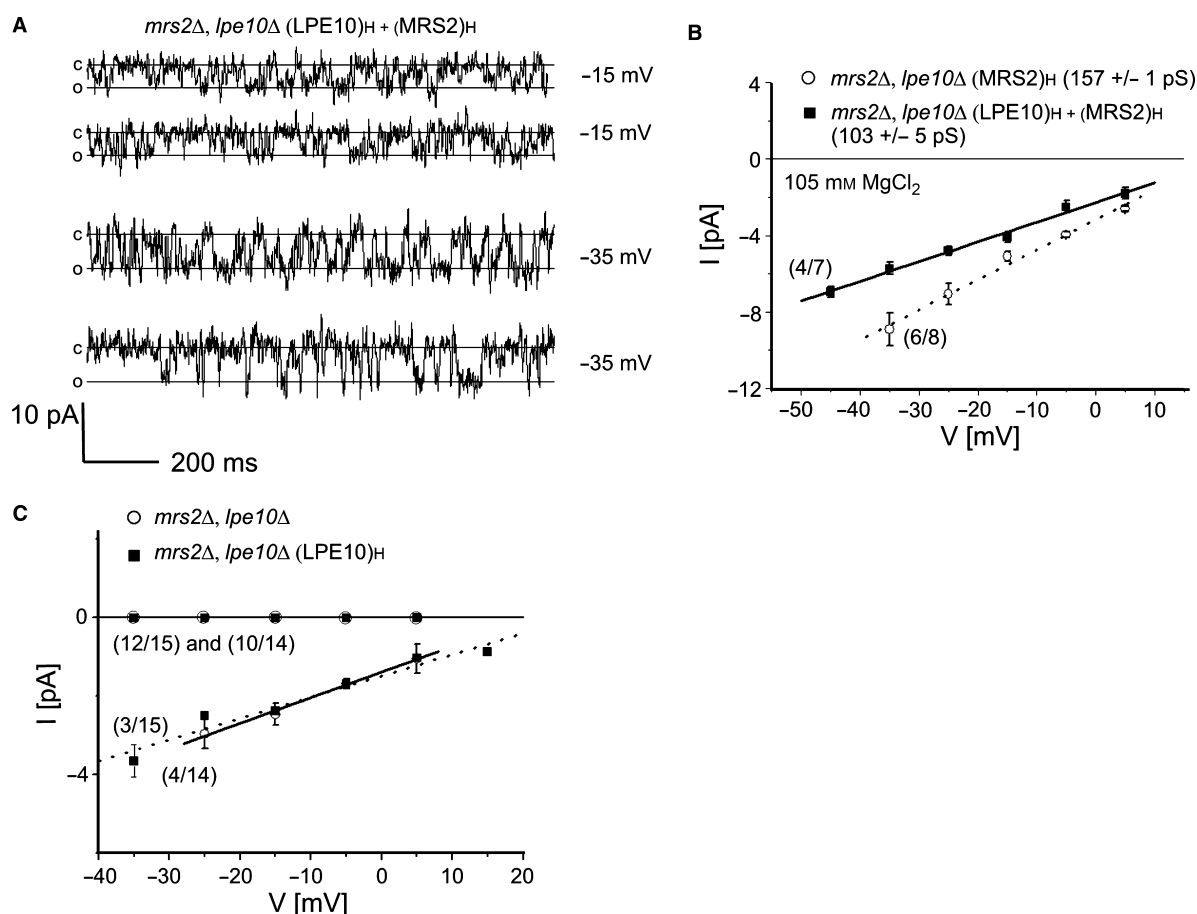 A
mrs2Δ, lpe10Δ (LPE10)H + (MRS2)H
c
o
–15 mV
c
o
–15 mV
c
o
–35 mV
c
o
–35 mV
10 pA
200 ms
B
mrs2Δ, lpe10Δ (MRS2)H (157 +/– 1 pS)
mrs2Δ, lpe10Δ (LPE10)H + (MRS2)H
(103 +/– 5 pS)
4
0
–4
–8
–12
I [pA]
105 mM MgCl2
(4/7)
(6/8)
–50 –40 –30 –20 –10 0 10
V [mV]
C
mrs2Δ, lpe10Δ
mrs2Δ, lpe10Δ (LPE10)H
0
–4
I [pA]
(12/15) and (10/14)
(3/15)
(4/14)
–40 –30 –20 –10 0 10 20
V [mV]